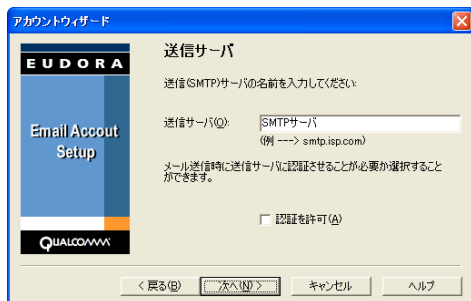 アカウントウィザード
EUDORA
Email Accout
Setup
QUALCOMM
送信サーバ
送信(SMTP)サーバの名前を入力してください:
送信サーバ(O):
SMTPサーバ
(例 ---> smtp.isp.com)
メール送信時に送信サーバに認証させることが必要か選択すること
ができます。
認証を許可(A)
< 戻る(B)
次へ(N) >
キャンセル
ヘルプ